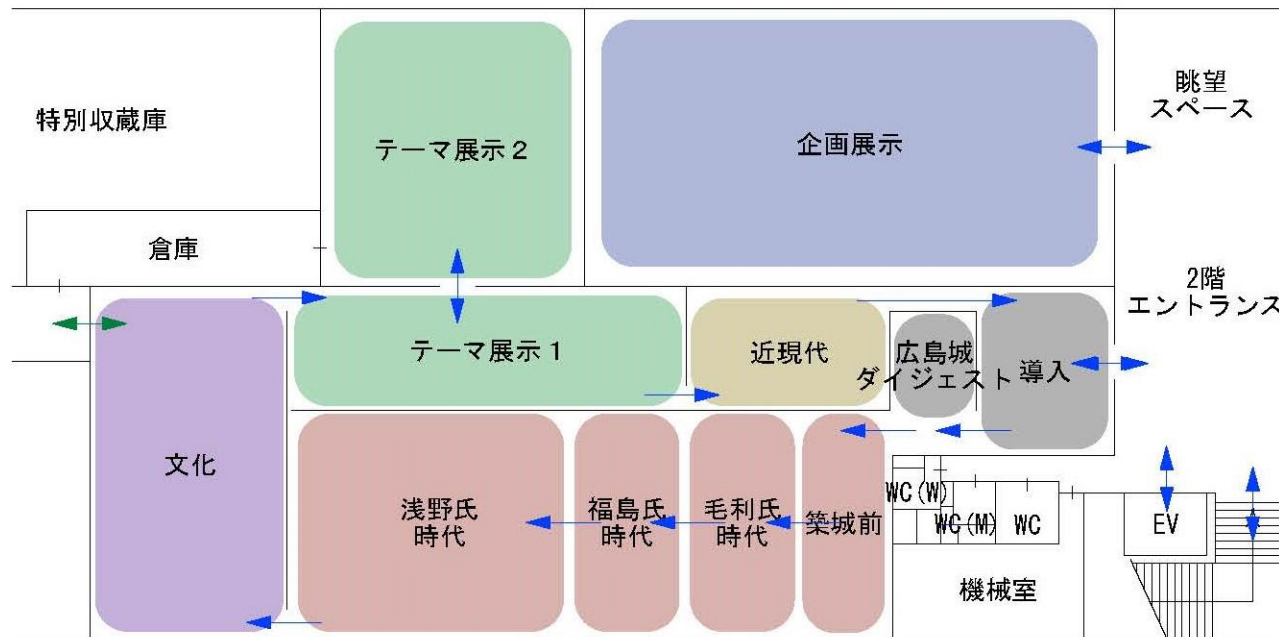 特別収蔵庫
テーマ展示2
企画展示
眺望
スペース
倉庫
2階
エントランス
テーマ展示1
近現代
広島城
ダイジェスト
導入
文化
浅野氏
時代
福島氏
時代
毛利氏
時代
築城前
WC(W)
WC(M)
WC
EV
機械室